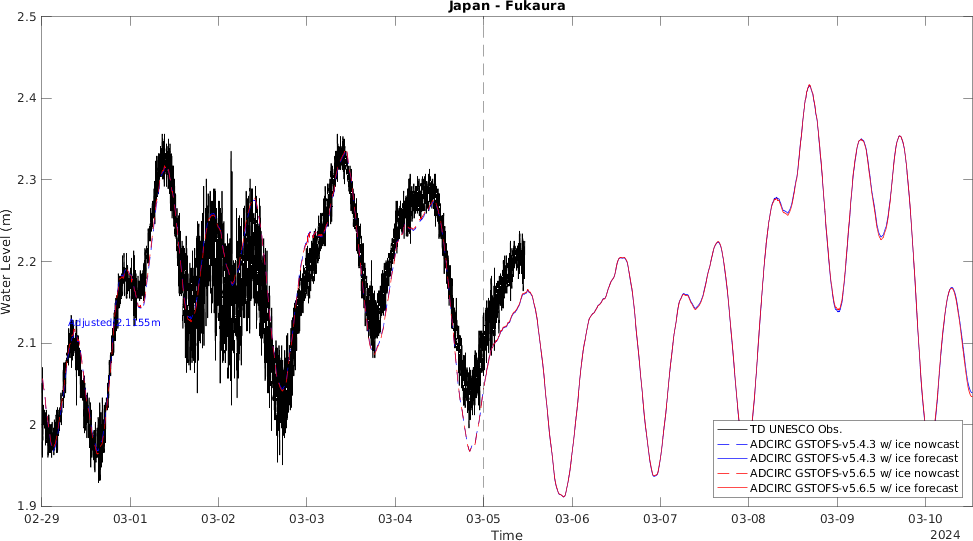 Japan - Fukaura
Water Level (m)
2.5
2.4
2.3
2.2
2.1
2
1.9
Adjusted 2.1155m
TD UNESCO Obs.
ADCIRC GSTOFS-v5.4.3 w/ ice nowcast
ADCIRC GSTOFS-v5.4.3 w/ ice forecast
ADCIRC GSTOFS-v5.6.5 w/ ice nowcast
ADCIRC GSTOFS-v5.6.5 w/ ice forecast
02-29 03-01 03-02 03-03 03-04 03-05 03-06 03-07 03-08 03-09 03-10
Time
2024